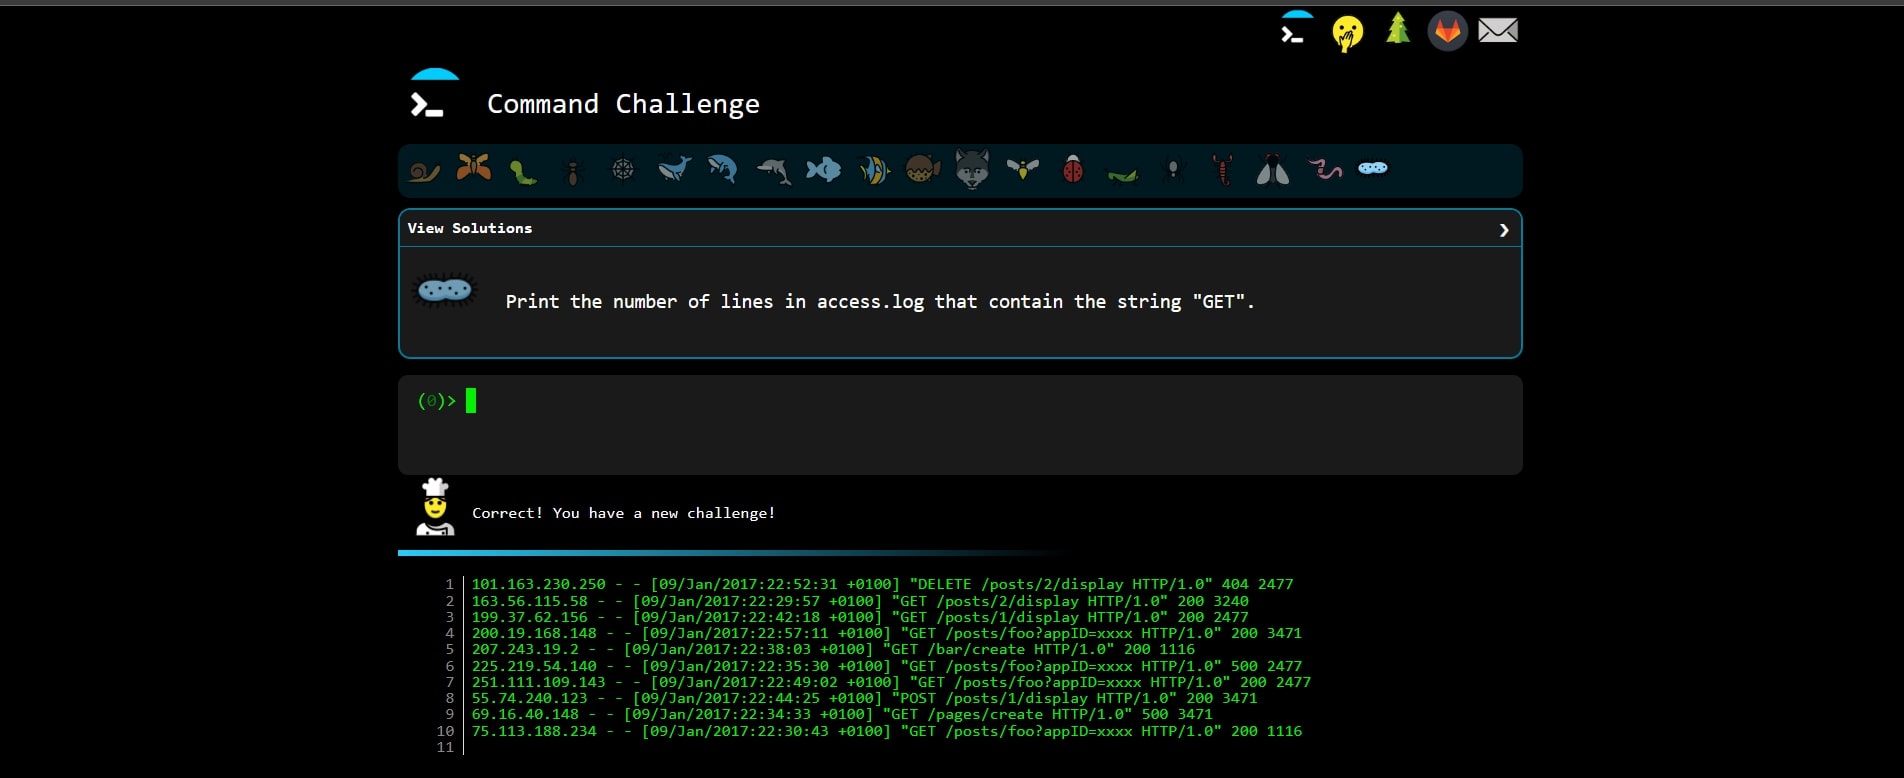 Command Challenge
View Solutions
Print the number of lines in access.log that contain the string "GET".
(0)>
Correct! You have a new challenge!
1 101.163.230.250 - - [09/Jan/2017:22:52:31 +0100] "DELETE /posts/2/display HTTP/1.0" 404 2477
2 163.56.115.58 - - [09/Jan/2017:22:29:57 +0100] "GET /posts/2/display HTTP/1.0" 200 3240
3 199.37.62.156 - - [09/Jan/2017:22:42:18 +0100] "GET /posts/1/display HTTP/1.0" 200 2477
4 200.19.168.148 - - [09/Jan/2017:22:57:11 +0100] "GET /posts/foo?appID=xxxx HTTP/1.0" 200 3471
5 207.243.19.2 - - [09/Jan/2017:22:38:03 +0100] "GET /bar/create HTTP/1.0" 200 1116
6 225.219.54.140 - - [09/Jan/2017:22:35:30 +0100] "GET /posts/foo?appID=xxxx HTTP/1.0" 500 2477
7 251.111.109.143 - - [09/Jan/2017:22:49:02 +0100] "GET /posts/foo?appID=xxxx HTTP/1.0" 200 2477
8 55.74.240.123 - - [09/Jan/2017:22:44:25 +0100] "POST /posts/1/display HTTP/1.0" 200 3471
9 69.16.40.148 - - [09/Jan/2017:22:34:33 +0100] "GET /pages/create HTTP/1.0" 500 3471
10 75.113.188.234 - - [09/Jan/2017:22:30:43 +0100] "GET /posts/foo?appID=xxxx HTTP/1.0" 200 1116
11